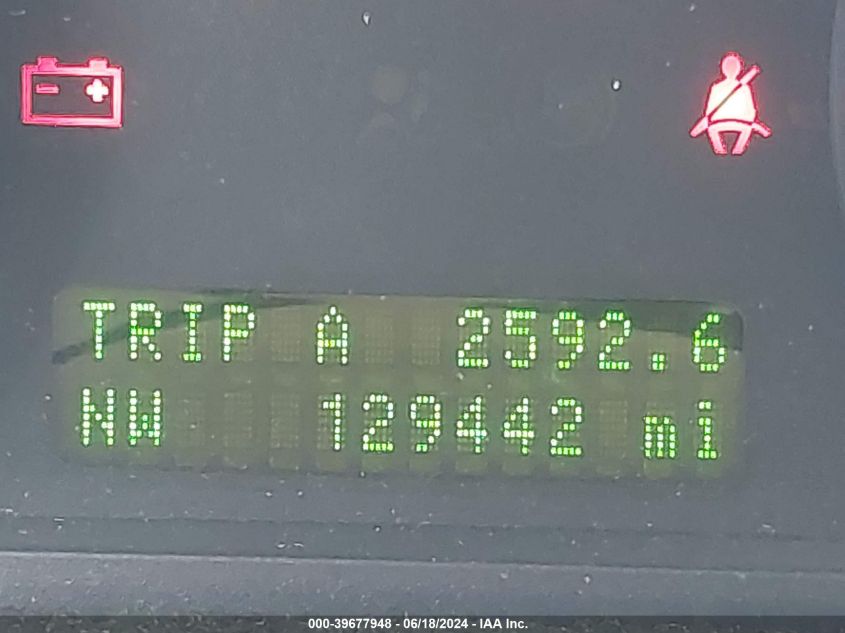 TRIP A 2592.6
NW 129442 mi
000-39677948 - 06/18/2024 - IAA Inc.